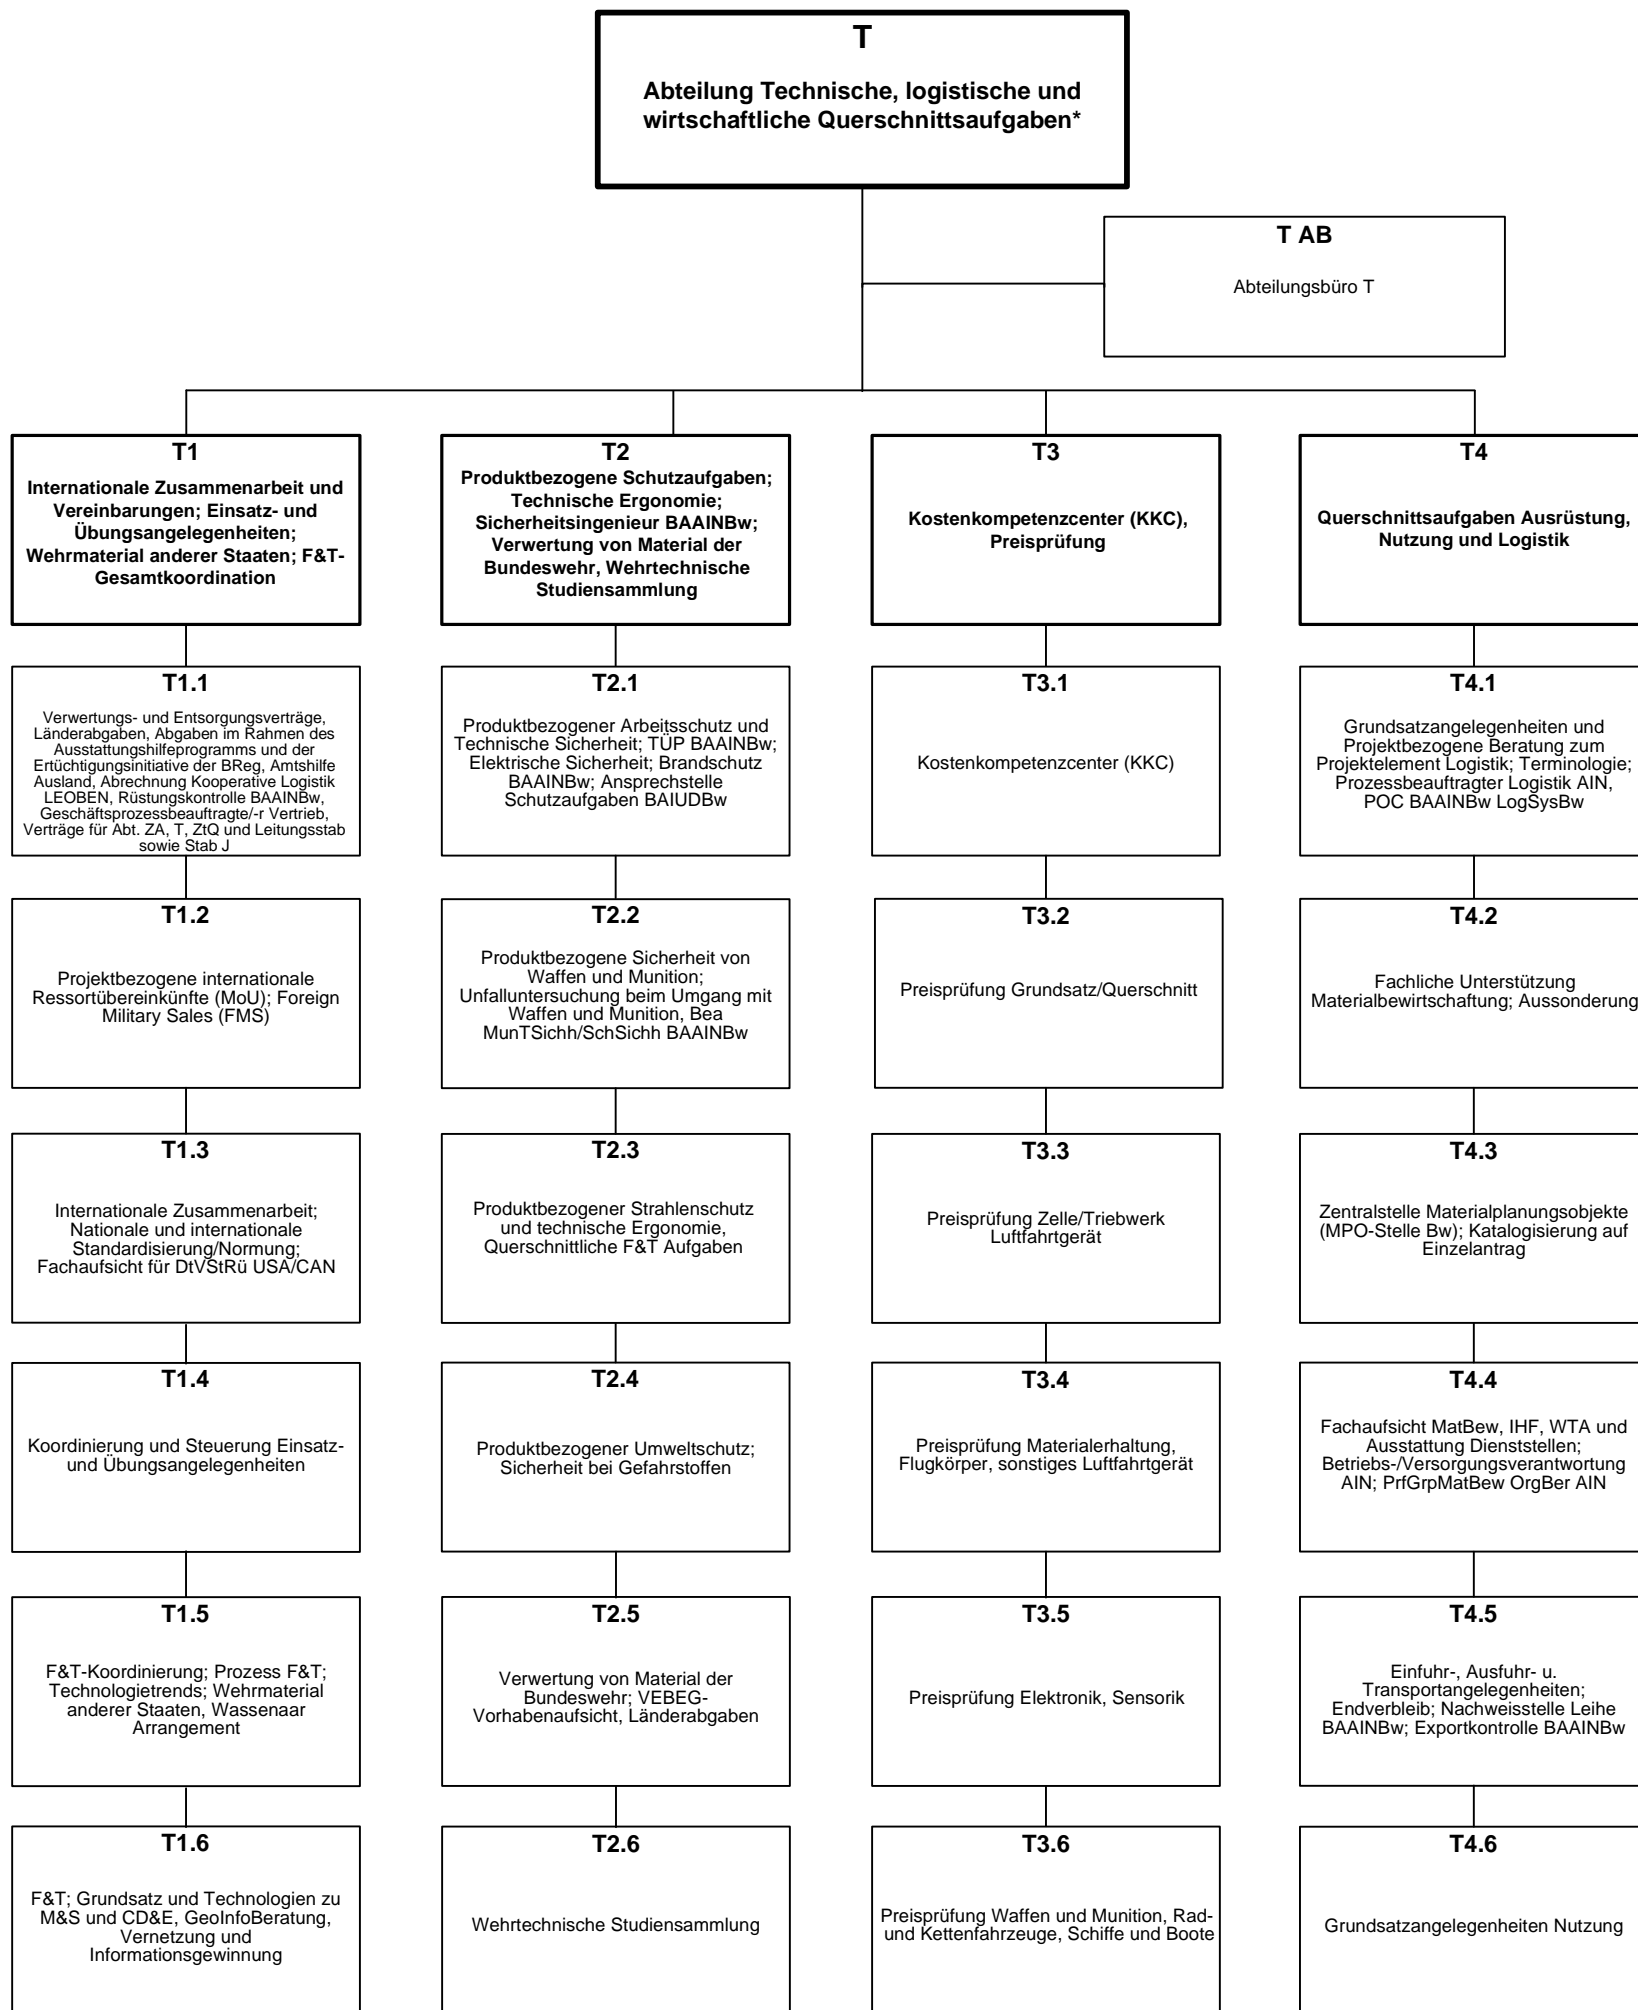 T
Abteilung Technische, logistische und
wirtschaftliche Querschnittsaufgaben*
T AB
Abteilungsbüro T
T1
Internationale Zusammenarbeit und
Vereinbarungen; Einsatz- und
Übungsangelegenheiten;
Wehrmaterial anderer Staaten; F&T-
Gesamtkoordination
T2
Produktbezogene Schutzaufgaben;
Technische Ergonomie;
Sicherheitsingenieur BAAINBw;
Verwertung von Material der
Bundeswehr, Wehrtechnische
Studiensammlung
T3
Kostenkompetenzcenter (KKC),
Preisprüfung
T4
Querschnittsaufgaben Ausrüstung,
Nutzung und Logistik
T1.1
Verwertungs- und Entsorgungsverträge,
Länderabgaben, Abgaben im Rahmen des
Ausstattungshilfeprogramms und der
Ertüchtigungsinitiative der BReg, Amtshilfe
Ausland, Abrechnung Kooperative Logistik
LEOBEN, Rüstungskontrolle BAAINBw,
Geschäftsprozessbeauftragte/-r Vertrieb,
Verträge für Abt. ZA, T, ZtQ und Leitungsstab
sowie Stab J
T2.1
Produktbezogener Arbeitsschutz und
Technische Sicherheit; TÜP BAAINBw;
Elektrische Sicherheit; Brandschutz
BAAINBw; Ansprechstelle
Schutzaufgaben BAIUDBw
T3.1
Kostenkompetenzcenter (KKC)
T4.1
Grundsatzangelegenheiten und
Projektbezogene Beratung zum
Projektelement Logistik; Terminologie;
Prozessbeauftragter Logistik AIN,
POC BAAINBw LogSysBw
T1.2
Projektbezogene internationale
Ressortübereinkünfte (MoU); Foreign
Military Sales (FMS)
T2.2
Produktbezogene Sicherheit von
Waffen und Munition;
Unfalluntersuchung beim Umgang mit
Waffen und Munition, Bea
MunTSichh/SchSichh BAAINBw
T3.2
Preisprüfung Grundsatz/Querschnitt
T4.2
Fachliche Unterstützung
Materialbewirtschaftung; Aussonderung
T1.3
Internationale Zusammenarbeit;
Nationale und internationale
Standardisierung/Normung;
Fachaufsicht für DtVStRü USA/CAN
T2.3
Produktbezogener Strahlenschutz
und technische Ergonomie,
Querschnittliche F&T Aufgaben
T3.3
Preisprüfung Zelle/Triebwerk
Luftfahrtgerät
T4.3
Zentralstelle Materialplanungsobjekte
(MPO-Stelle Bw); Katalogisierung auf
Einzelantrag
T1.4
Koordinierung und Steuerung Einsatz-
und Übungsangelegenheiten
T2.4
Produktbezogener Umweltschutz;
Sicherheit bei Gefahrstoffen
T3.4
Preisprüfung Materialerhaltung,
Flugkörper, sonstiges Luftfahrtgerät
T4.4
Fachaufsicht MatBew, IHF, WTA und
Ausstattung Dienststellen;
Betriebs-/Versorgungsverantwortung
AIN; PrfGrpMatBew OrgBer AIN
T1.5
F&T-Koordinierung; Prozess F&T;
Technologietrends; Wehrmaterial
anderer Staaten, Wassenaar
Arrangement
T2.5
Verwertung von Material der
Bundeswehr; VEBEG-
Vorhabenaufsicht, Länderabgaben
T3.5
Preisprüfung Elektronik, Sensorik
T4.5
Einfuhr-, Ausfuhr- u.
Transportangelegenheiten;
Endverbleib; Nachweisstelle Leihe
BAAINBw; Exportkontrolle BAAINBw
T1.6
F&T; Grundsatz und Technologien zu
M&S und CD&E, GeoInfoBeratung,
Vernetzung und
Informationsgewinnung
T2.6
Wehrtechnische Studiensammlung
T3.6
Preisprüfung Waffen und Munition, Rad-
und Kettenfahrzeuge, Schiffe und Boote
T4.6
Grundsatzangelegenheiten Nutzung